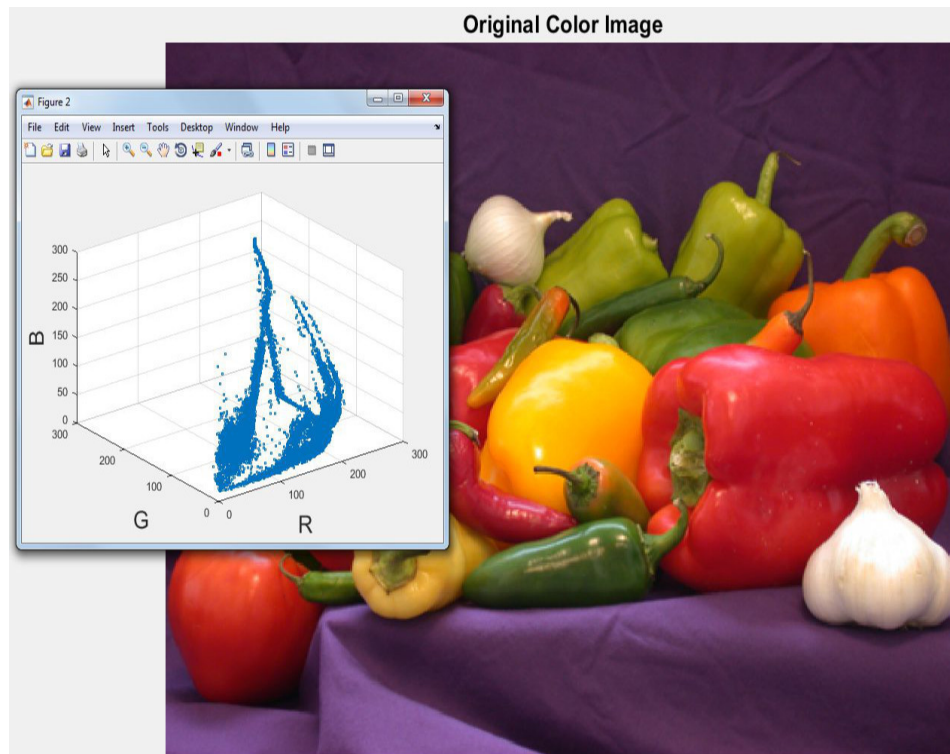 Original Color Image
Figure 2
File Edit View Insert Tools Desktop Window Help
300
250
200
150
100
50
0
B
300
200
100
0
G
0
100
200
300
R